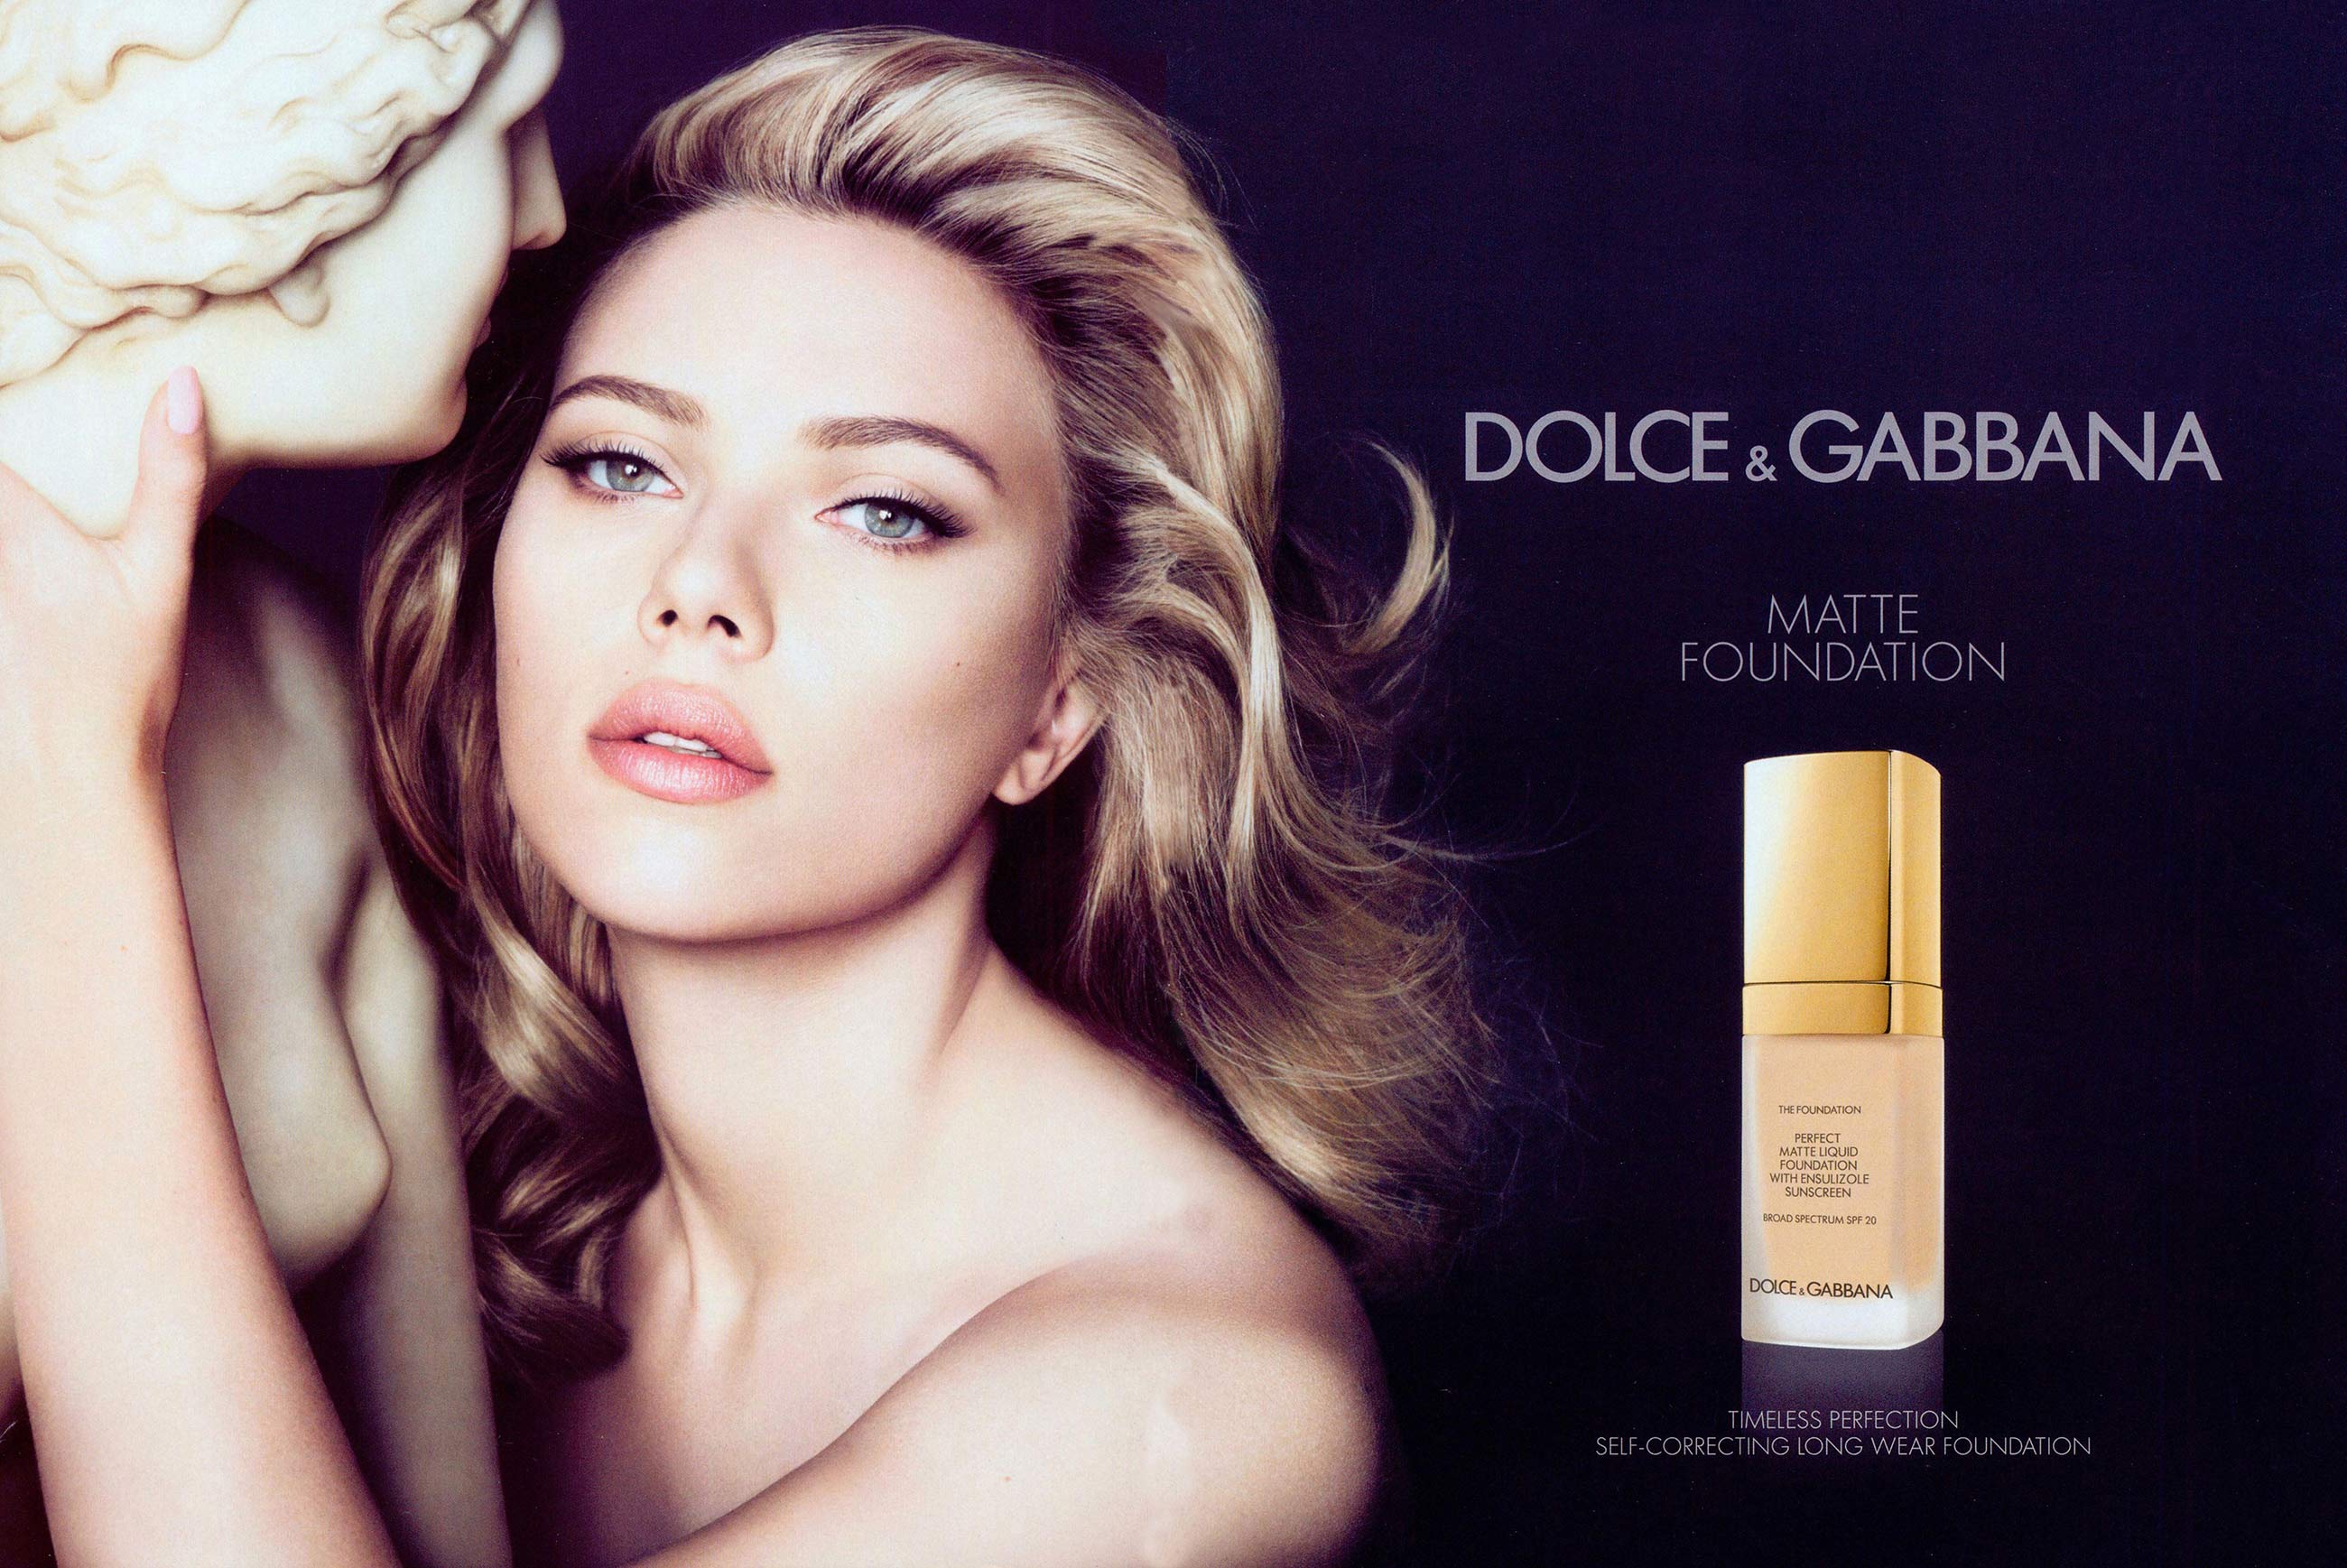 DOLCE & GABBANA
MATTE
FOUNDATION
THE FOUNDATION
PERFECT
MATTE LIQUID
FOUNDATION
WITH ENSULIZOLE
SUNSCREEN
BROAD SPECTRUM SPF 20
DOLCE & GABBANA
TIMELESS PERFECTION
SELF-CORRECTING LONG WEAR FOUNDATION